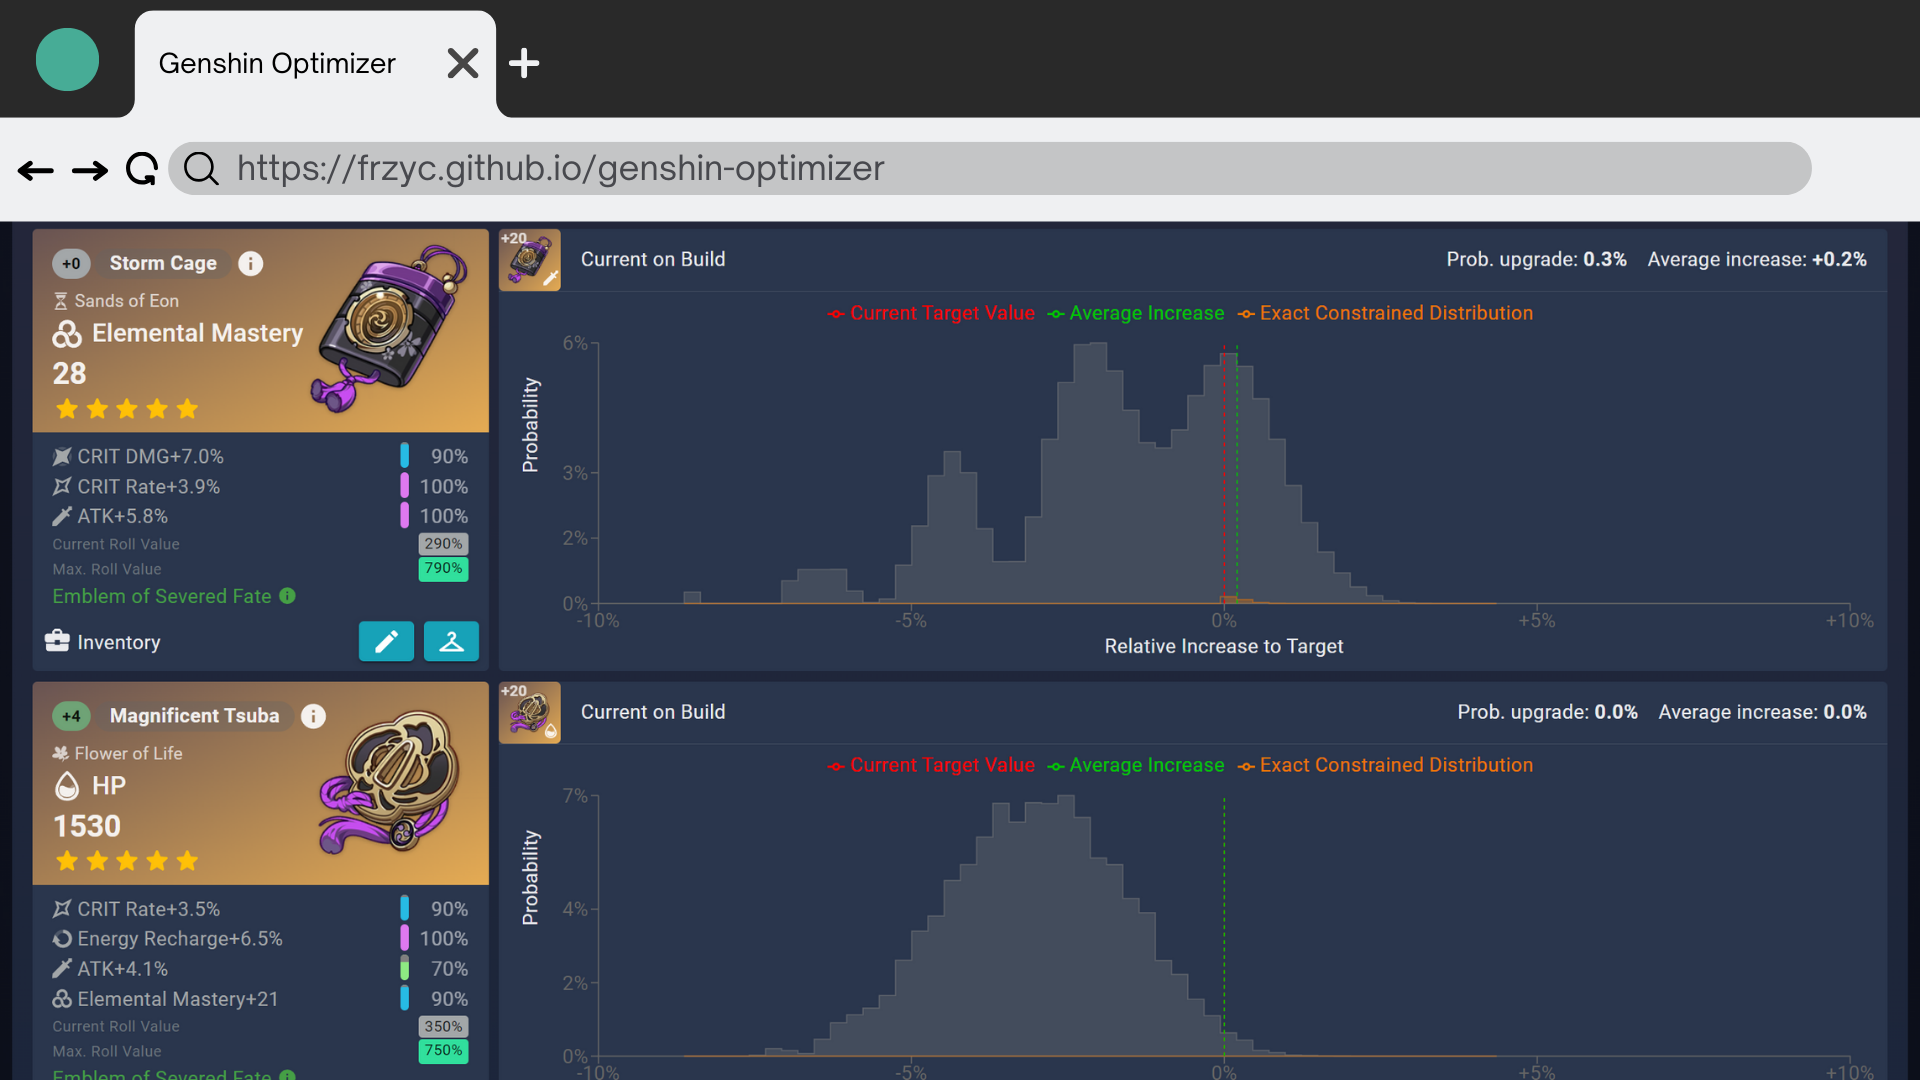 Genshin Optimizer
https://frzyc.github.io/genshin-optimizer
+0 Storm Cage
Sands of Eon
Elemental Mastery
28
CRIT DMG+7.0% 90%
CRIT Rate+3.9% 100%
ATK+5.8% 100%
Current Roll Value 290%
Max. Roll Value 790%
Emblem of Severed Fate
Inventory
+20
Current on Build Prob. upgrade: 0.3% Average increase: +0.2%
Current Target Value Average Increase Exact Constrained Distribution
Probability
6%
3%
2%
0%
-10% -5% 0% +5% +10%
Relative Increase to Target
+4 Magnificent Tsuba
Flower of Life
HP
1530
CRIT Rate+3.5% 90%
Energy Recharge+6.5% 100%
ATK+4.1% 70%
Elemental Mastery+21 90%
Current Roll Value 350%
Max. Roll Value 750%
Emblem of Severed Fate
+20
Current on Build Prob. upgrade: 0.0% Average increase: 0.0%
Current Target Value Average Increase Exact Constrained Distribution
Probability
7%
4%
2%
0%
-10% -5% 0% +5% +10%